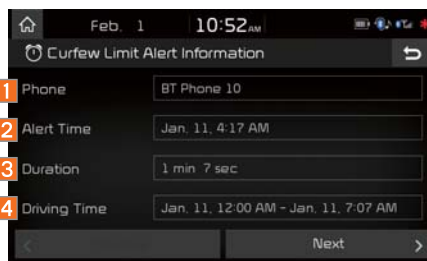 Feb. 1 10:52 AM
Curfew Limit Alert Information
1 Phone BT Phone 10
2 Alert Time Jan. 11, 4:17 AM
3 Duration 1 min 7 sec
4 Driving Time Jan. 11, 12:00 AM - Jan. 11, 7:07 AM
< Next >